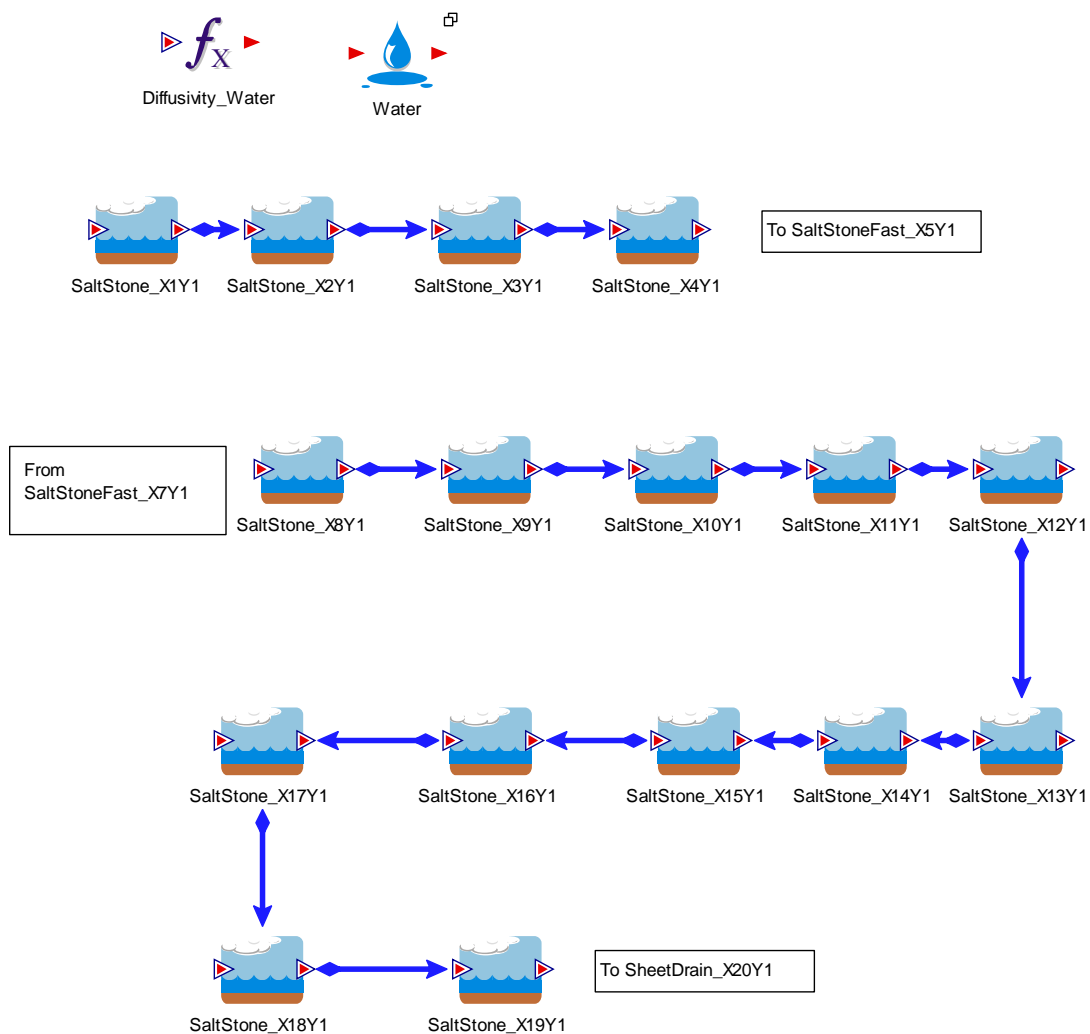 fx
Diffusivity_Water
Water
SaltStone_X1Y1
SaltStone_X2Y1
SaltStone_X3Y1
SaltStone_X4Y1
To SaltStoneFast_X5Y1
From
SaltStoneFast_X7Y1
SaltStone_X8Y1
SaltStone_X9Y1
SaltStone_X10Y1
SaltStone_X11Y1
SaltStone_X12Y1
SaltStone_X17Y1
SaltStone_X16Y1
SaltStone_X15Y1
SaltStone_X14Y1
SaltStone_X13Y1
SaltStone_X18Y1
SaltStone_X19Y1
To SheetDrain_X20Y1